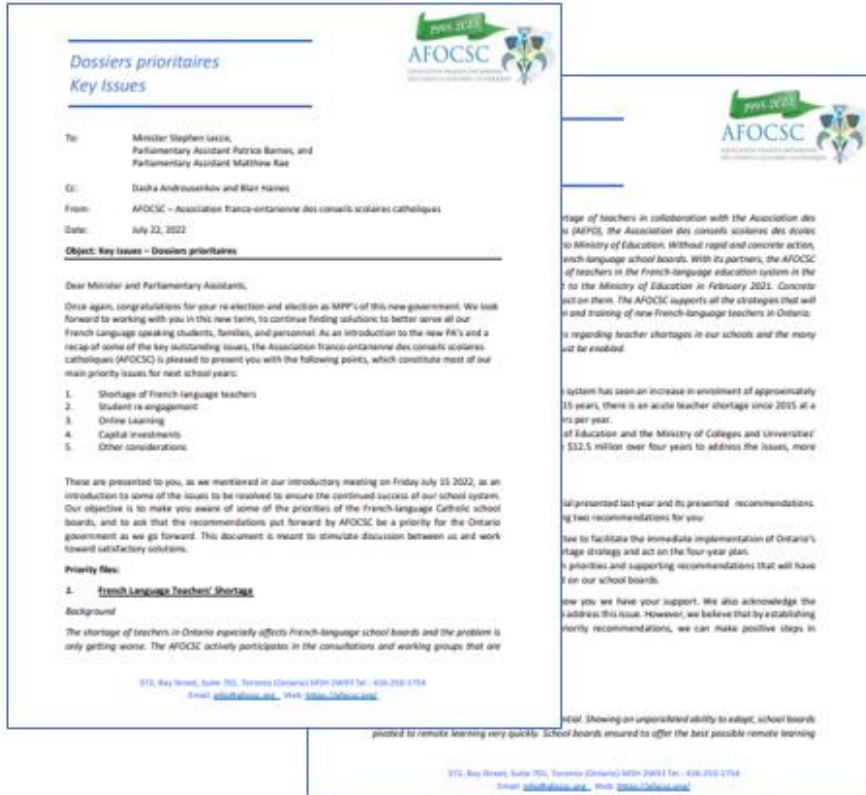 Dossiers prioritaires
Key Issues
1995-2022
AFOCSC
To: Minister Stephen Lecce,
Parliamentary Assistant Patrice Barnes, and
Parliamentary Assistant Matthew Rae
Cc: Dasha Androusenkov and Blair Haines
From: AFOCSC – Association franco-ontarienne des conseils scolaires catholiques
Date: July 22, 2022
Object: Key Issues – Dossiers prioritaires
Dear Minister and Parliamentary Assistants,
Once again, congratulations for your re-election and election as MPP's of this new government. We look
forward to working with you in this new term, to continue finding solutions to better serve all our
French Language speaking students, families, and personnel. As an introduction to the new PA's and a
recap of some of the key outstanding issues, the Association franco-ontarienne des conseils scolaires
catholiques (AFOCSC) is pleased to present you with the following points, which constitute most of our
main priority issues for next school years:
1. Shortage of French-language teachers
2. Student re-engagement
3. Online Learning
4. Capital investments
5. Other considerations
These are presented to you, as we mentioned in our introductory meeting on Friday July 15 2022, as an
introduction to some of the issues to be resolved to ensure the continued success of our school system.
Our objective is to make you aware of some of the priorities of the French-language Catholic school
boards, and to ask that the recommendations put forward by AFOCSC be a priority for the Ontario
government as we go forward. This document is meant to stimulate discussion between us and work
toward satisfactory solutions.
Priority files:
1. French Language Teachers' Shortage
Background
The shortage of teachers in Ontario especially affects French-language school boards and the problem is
only getting worse. The AFOCSC actively participates in the consultations and working groups that are
Email: info@afocsc.org Web: https://afocsc.org/
AFOCSC
rtage of teachers in collaboration with the Association des
s (AEFO), the Association des conseils scolaires des écoles
io Ministry of Education. Without rapid and concrete action,
ench-language school boards. With its partners, the AFOCSC
of teachers in the French-language education system in the
t to the Ministry of Education in February 2021. Concrete
act on them. The AFOCSC supports all the strategies that will
n and training of new French-language teachers in Ontario.
s regarding teacher shortages in our schools and the many
ust be enabled.
system has seen an increase in enrolment of approximately
15 years, there is an acute teacher shortage since 2015 at a
rs per year.
of Education and the Ministry of Colleges and Universities'
$12.5 million over four years to address the issues, more
ial presented last year and its presented recommendations.
ng two recommendations for you:
tee to facilitate the immediate implementation of Ontario's
rtage strategy and act on the four-year plan.
n priorities and supporting recommendations that will have
t on our school boards.
ow you we have your support. We also acknowledge the
address this issue. However, we believe that by establishing
riority recommendations, we can make positive steps in
ntial. Showing an unparalleled ability to adapt, school boards
pivoted to remote learning very quickly. School boards ensured to offer the best possible remote learning
Email: info@afocsc.org Web: https://afocsc.org/